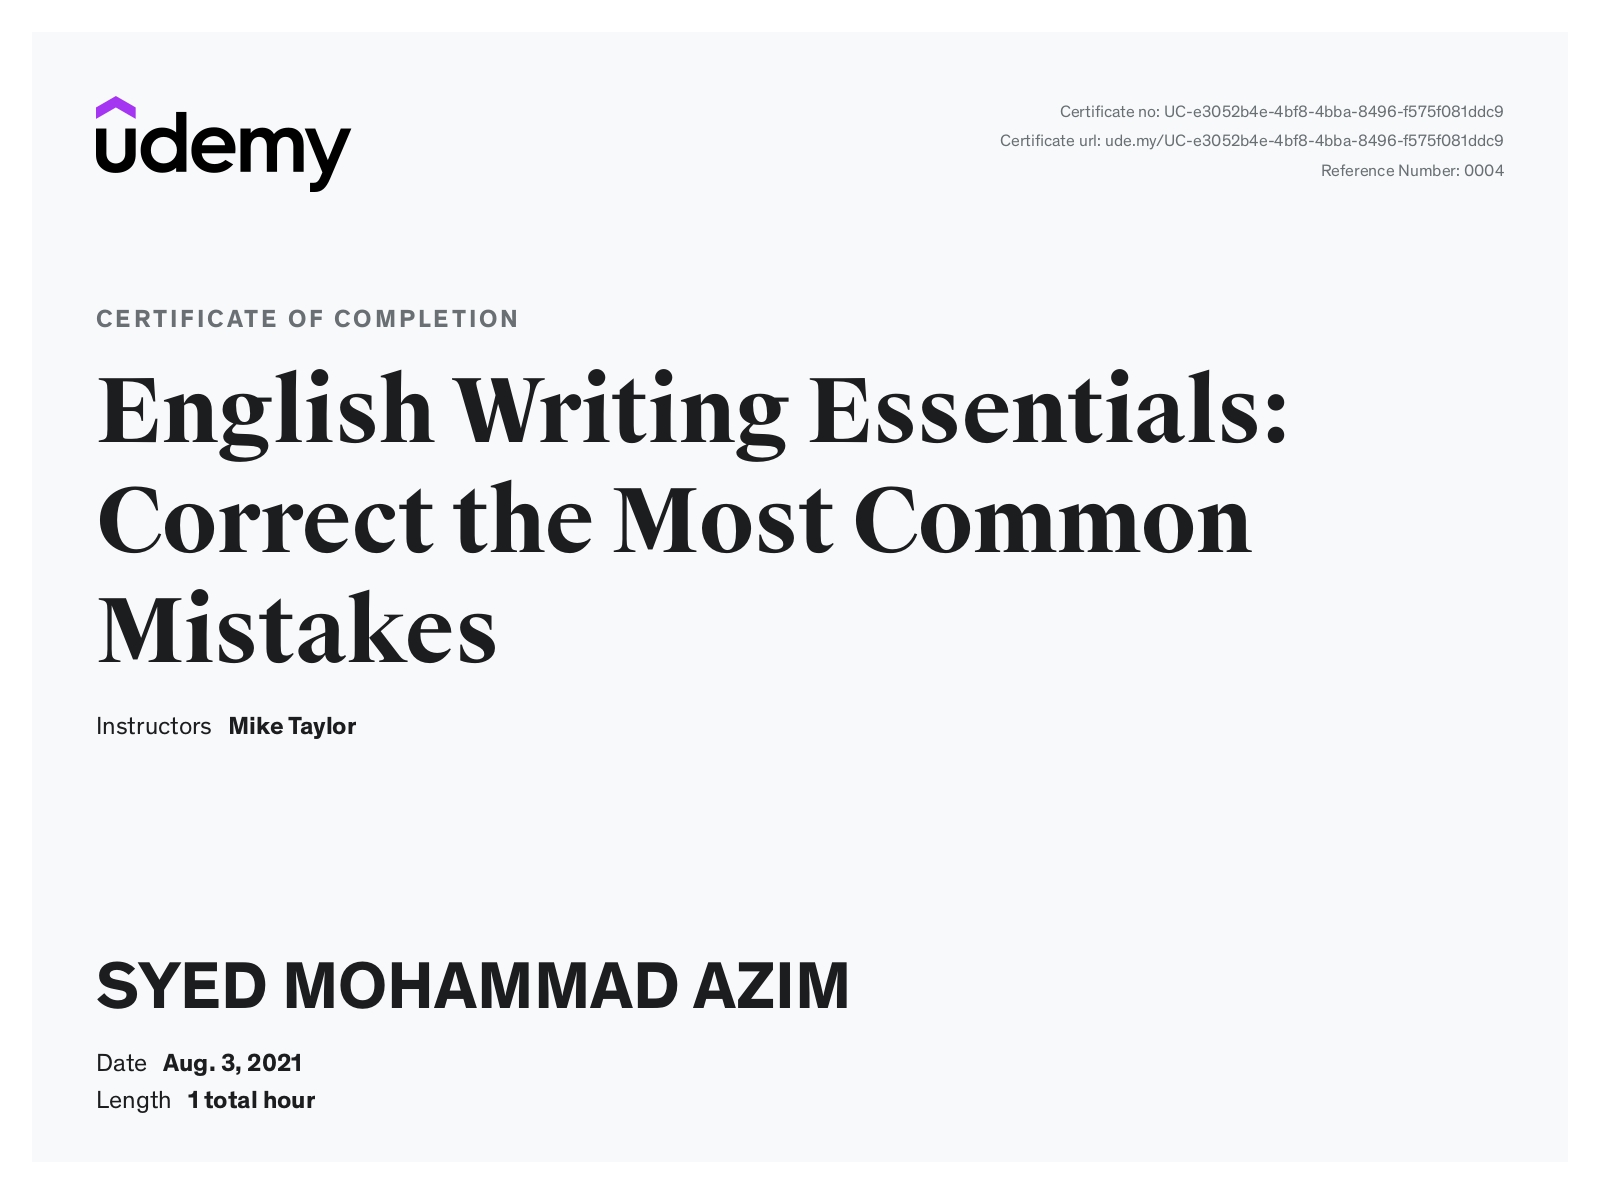 udemy
Certificate no: UC-e3052b4e-4bf8-4bba-8496-f575f081ddc9
Certificate url: ude.my/UC-e3052b4e-4bf8-4bba-8496-f575f081ddc9
Reference Number: 0004
CERTIFICATE OF COMPLETION
English Writing Essentials:
Correct the Most Common
Mistakes
Instructors Mike Taylor
SYED MOHAMMAD AZIM
Date Aug. 3, 2021
Length 1 total hour